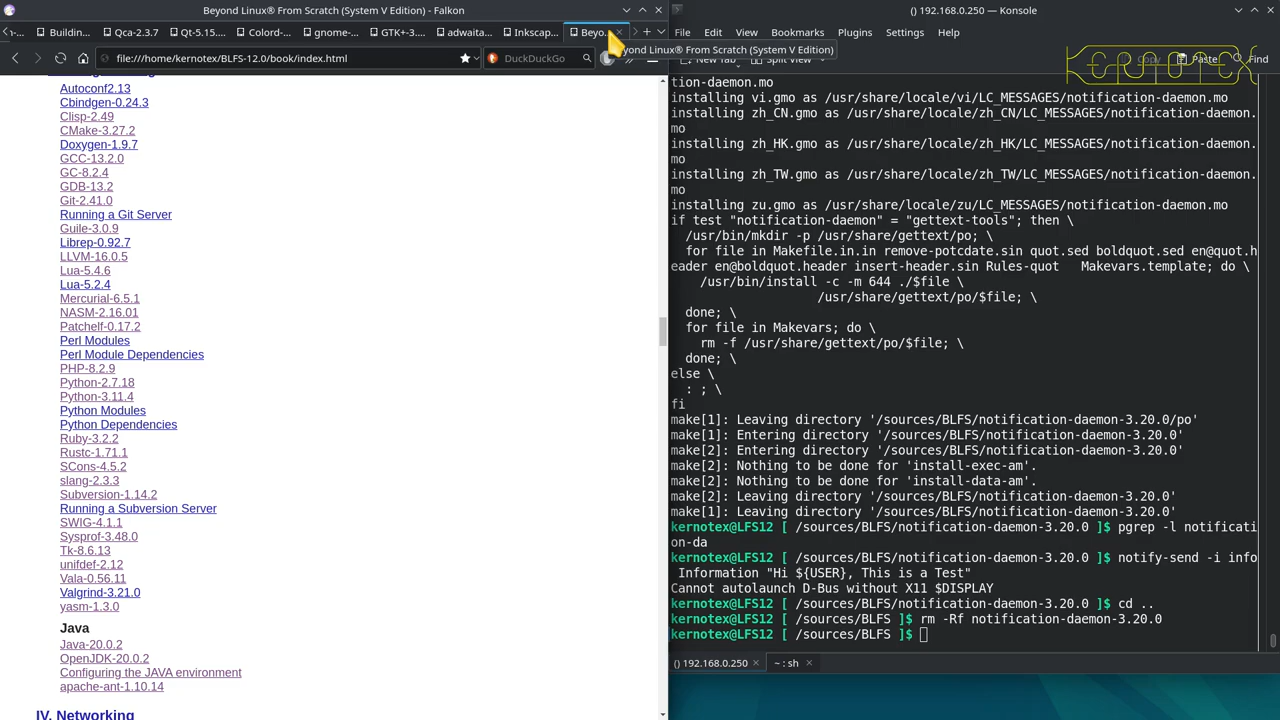 Beyond Linux® From Scratch (System V Edition) - Falkon
n-...
Buildin...
Qca-2.3.7
Qt-5.15....
Colord-...
gnome-...
GTK+-3....
adwaita...
Inkscap...
Beyo...
file:///home/kernotex/BLFS-12.0/book/index.html
DuckDuckGo
Autoconf2.13
Cbindgen-0.24.3
Clisp-2.49
CMake-3.27.2
Doxygen-1.9.7
GCC-13.2.0
GC-8.2.4
GDB-13.2
Git-2.41.0
Running a Git Server
Guile-3.0.9
Librep-0.92.7
LLVM-16.0.5
Lua-5.4.6
Lua-5.2.4
Mercurial-6.5.1
NASM-2.16.01
Patchelf-0.17.2
Perl Modules
Perl Module Dependencies
PHP-8.2.9
Python-2.7.18
Python-3.11.4
Python Modules
Python Dependencies
Ruby-3.2.2
Rustc-1.71.1
SCons-4.5.2
slang-2.3.3
Subversion-1.14.2
Running a Subversion Server
SWIG-4.1.1
Sysprof-3.48.0
Tk-8.6.13
unifdef-2.12
Vala-0.56.11
Valgrind-3.21.0
yasm-1.3.0
Java
Java-20.0.2
OpenJDK-20.0.2
Configuring the JAVA environment
apache-ant-1.10.14
IV. Networking
() 192.168.0.250 — Konsole
File Edit View Bookmarks Plugins Settings Help
eyond Linux® From Scratch (System V Edition)
New Tab
Split View
Copy
Paste
Find
KERNOTEX
tion-daemon.mo
installing vi.gmo as /usr/share/locale/vi/LC_MESSAGES/notification-daemon.mo
installing zh_CN.gmo as /usr/share/locale/zh_CN/LC_MESSAGES/notification-daemon.
mo
installing zh_HK.gmo as /usr/share/locale/zh_HK/LC_MESSAGES/notification-daemon.
mo
installing zh_TW.gmo as /usr/share/locale/zh_TW/LC_MESSAGES/notification-daemon.
mo
installing zu.gmo as /usr/share/locale/zu/LC_MESSAGES/notification-daemon.mo
if test "notification-daemon" = "gettext-tools"; then \
/usr/bin/mkdir -p /usr/share/gettext/po; \
for file in Makefile.in.in remove-potcdate.sin quot.sed boldquot.sed en@quot.h
eader en@boldquot.header insert-header.sin Rules-quot Makevars.template; do \
/usr/bin/install -c -m 644 ./$file \
/usr/share/gettext/po/$file; \
done; \
for file in Makevars; do \
rm -f /usr/share/gettext/po/$file; \
done; \
else \
: ; \
fi
make[1]: Leaving directory '/sources/BLFS/notification-daemon-3.20.0/po'
make[1]: Entering directory '/sources/BLFS/notification-daemon-3.20.0'
make[2]: Entering directory '/sources/BLFS/notification-daemon-3.20.0'
make[2]: Nothing to be done for 'install-exec-am'.
make[2]: Nothing to be done for 'install-data-am'.
make[2]: Leaving directory '/sources/BLFS/notification-daemon-3.20.0'
make[1]: Leaving directory '/sources/BLFS/notification-daemon-3.20.0'
kernotex@LFS12 [ /sources/BLFS/notification-daemon-3.20.0 ]$ pgrep -l notificati
on-da
kernotex@LFS12 [ /sources/BLFS/notification-daemon-3.20.0 ]$ notify-send -i info
Information "Hi ${USER}, This is a Test"
Cannot autolaunch D-Bus without X11 $DISPLAY
kernotex@LFS12 [ /sources/BLFS/notification-daemon-3.20.0 ]$ cd ..
kernotex@LFS12 [ /sources/BLFS ]$ rm -Rf notification-daemon-3.20.0
kernotex@LFS12 [ /sources/BLFS ]$
() 192.168.0.250
~ : sh